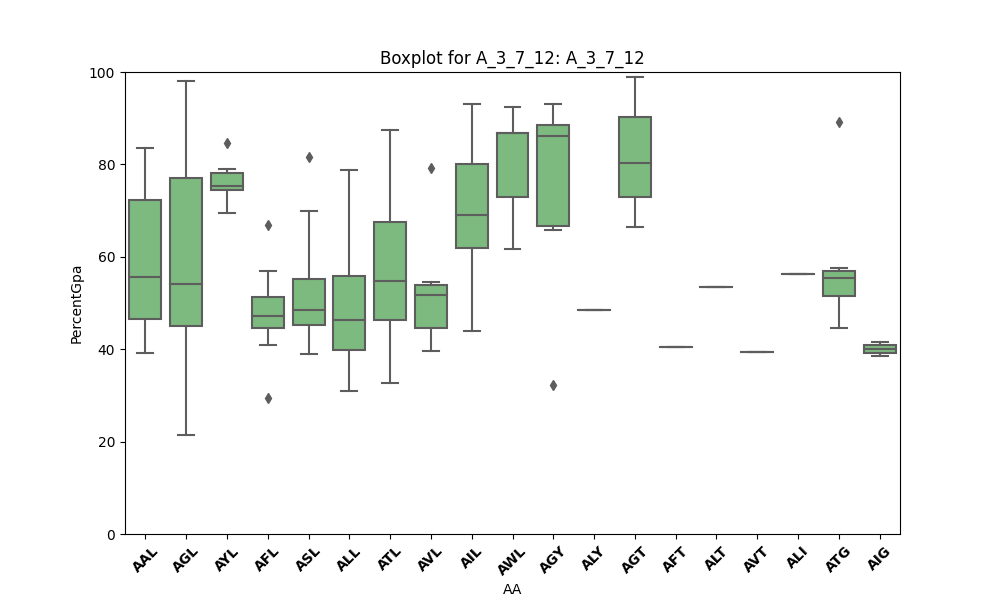 Boxplot for A_3_7_12: A_3_7_12
100
80
60
40
20
0
PercentGpa
AAL AGL AYL AFL ASL ALL ATL AVL AIL AWL AGY ALY AGT AFT ALT AVT ALI ATG AIG
AA